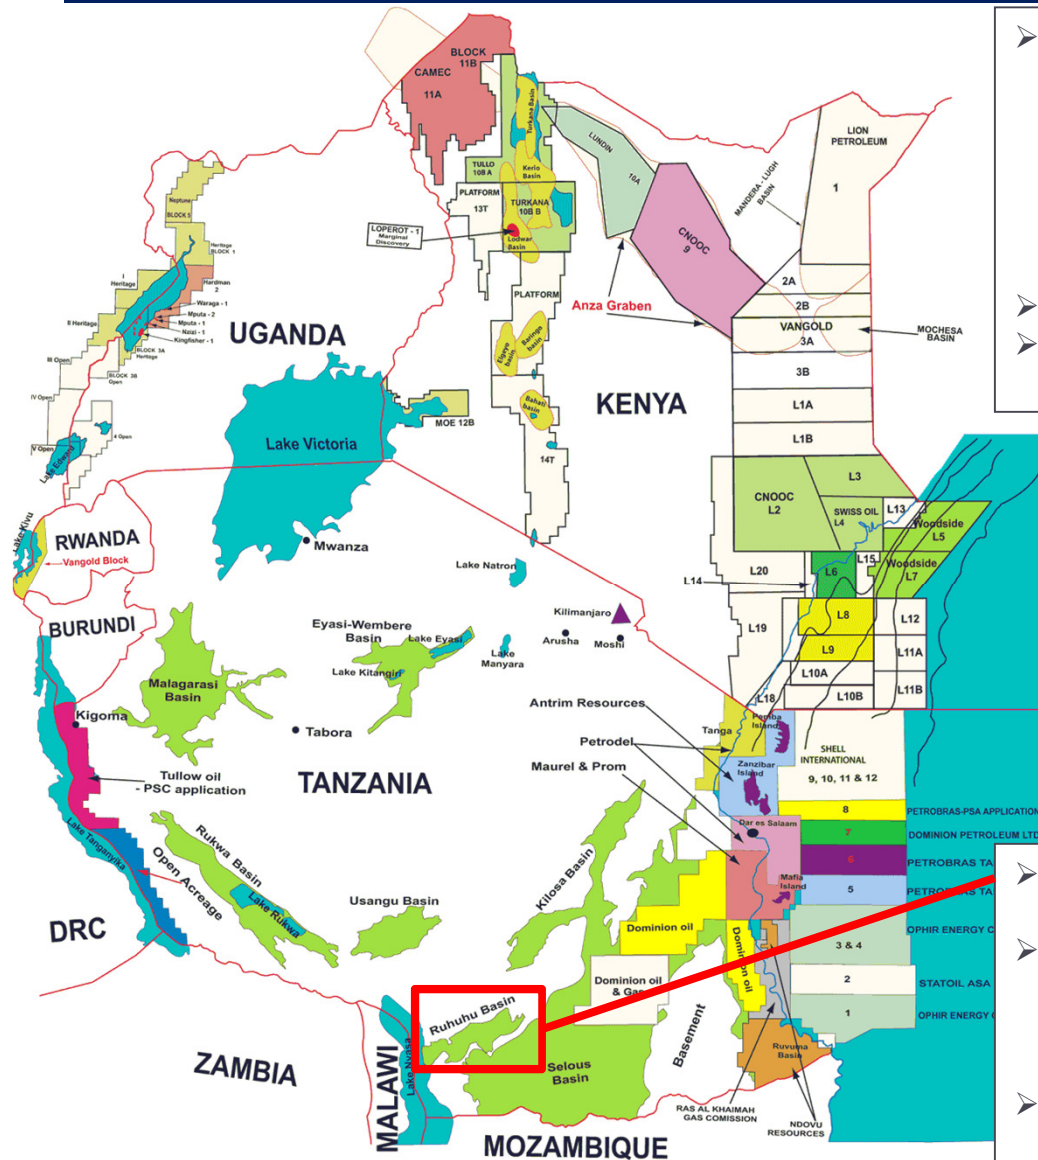 BLOCK
11B
CAMEC
11A
Turkana Basin
TULLO
10B A
Kerlo
Basin
PLATFORM
13T
TURKANA
10B B
LOPEROT - 1
Marginal
Discovery
Lodwar
Basin
LUNDIN
10A
CNOOC
9
MANDERA - LUGH
BASIN
LION
PETROLEUM
1
2A
2B
VANGOLD
3A
MOCHESA
BASIN
3B
L1A
L1B
Anza Graben
PLATFORM
Elgeyo
basin
Baringo
basin
Bahati
basin
14T
MOE 12B
KENYA
Neptune
BLOCK 5
Heritage
BLOCK 1
I
Heritage
Hardman
2
Waraga - 1
Mputa - 2
Mputa - 1
Nzizi - 1
Kingfisher - 1
II Heritage
BLOCK 3A
Heritage
III Open
BLOCK 3B
Open
IV Open
4 Open
V Open
Lake Edward
UGANDA
Lake Victoria
Lake Kivu
RWANDA
Vangold Block
BURUNDI
Mwanza
Lake Natron
Kilimanjaro
Arusha
Moshi
Eyasi-Wembere
Basin
Lake Eyasi
Lake Kitangiri
Lake
Manyara
Malagarasi
Basin
Kigoma
Tabora
CNOOC
L2
L3
SWISS OIL
L4
L13
Woodside
L5
L20
L14
L6
L15
Woodside
L7
L19
L8
L12
L9
L11A
L10A
L18
L10B
L11B
Antrim Resources
Petrodel
Maurel & Prom
Tanga
Pemba
Island
Zanzibar
Island
SHELL
INTERNATIONAL
9, 10, 11 & 12
8
PETROBRAS-PSA APPLICATION
Dar es Salaam
7
DOMINION PETROLEUM LTD
6
PETROBRAS TA
Mafia
Island
5
PETROBRAS TA
OPHIR ENERGY C
3 & 4
2
STATOIL ASA
1
OPHIR ENERGY
TANZANIA
Tullow oil
- PSC application
Lake Tanganyika
Open Acreage
DRC
Rukwa Basin
Lake Rukwa
Usangu Basin
Kilosa Basin
Dominion oil
Dominion oil
Dominion oil
& Gas
Basement
Ruhuhu Basin
Selous
Basin
Ruvuma
Basin
RAS AL KHAIMAH
GAS COMISSION
NDOVU
RESOURCES
ZAMBIA
MALAWI
Lake Nyasa
MOZAMBIQUE